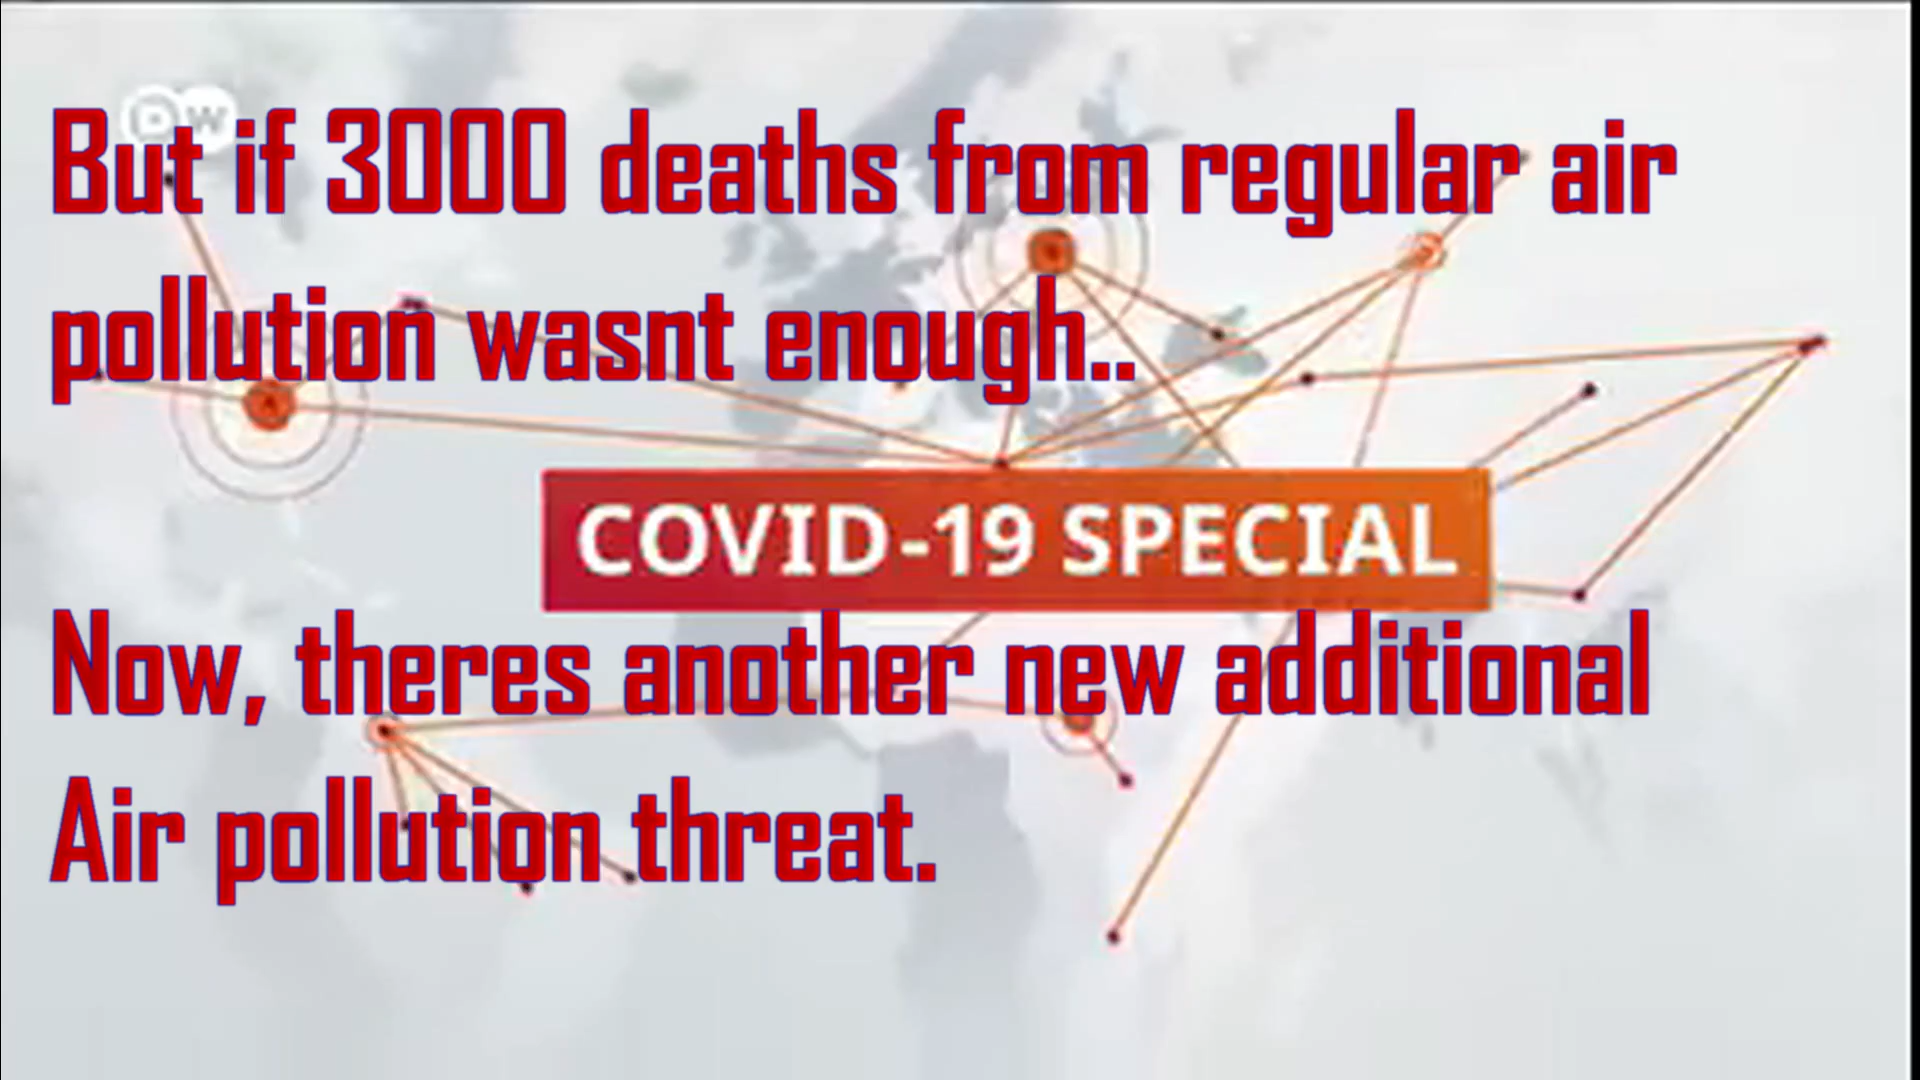 DW
But if 3000 deaths from regular air
pollution wasnt enough..
COVID-19 SPECIAL
Now, theres another new additional
Air pollution threat.